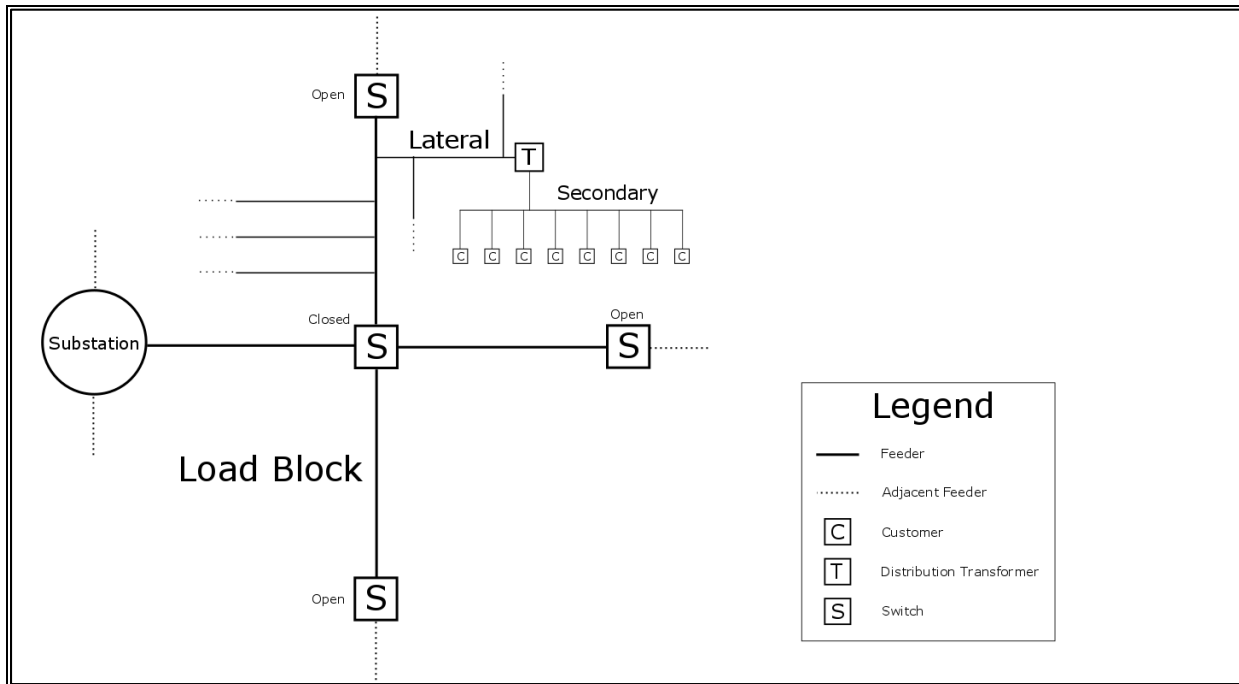 Open
S
Lateral
T
Secondary
C C C C C C C C
Substation
Closed
S
Open
S
Load Block
Open
S
Legend
Feeder
Adjacent Feeder
C Customer
T Distribution Transformer
S Switch